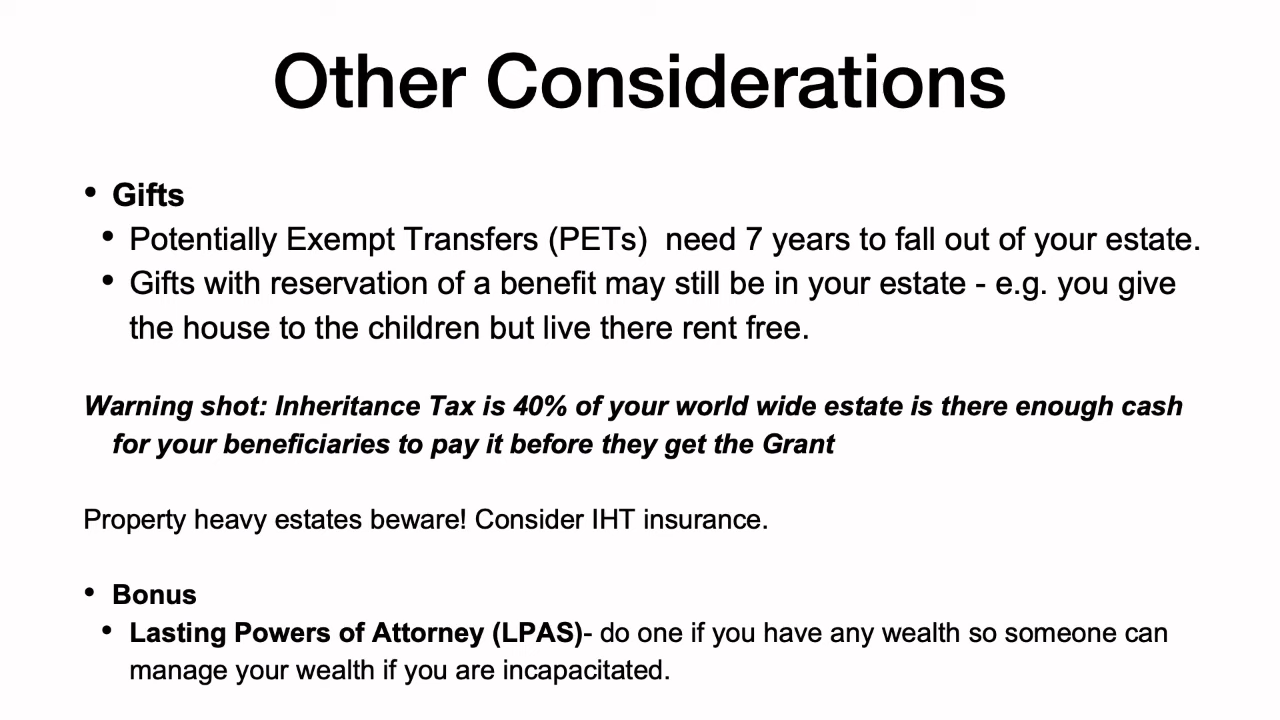 Other Considerations
• Gifts
• Potentially Exempt Transfers (PETs)  need 7 years to fall out of your estate.
• Gifts with reservation of a benefit may still be in your estate - e.g. you give
the house to the children but live there rent free.
Warning shot: Inheritance Tax is 40% of your world wide estate is there enough cash
for your beneficiaries to pay it before they get the Grant
Property heavy estates beware! Consider IHT insurance.
• Bonus
• Lasting Powers of Attorney (LPAS)- do one if you have any wealth so someone can
manage your wealth if you are incapacitated.